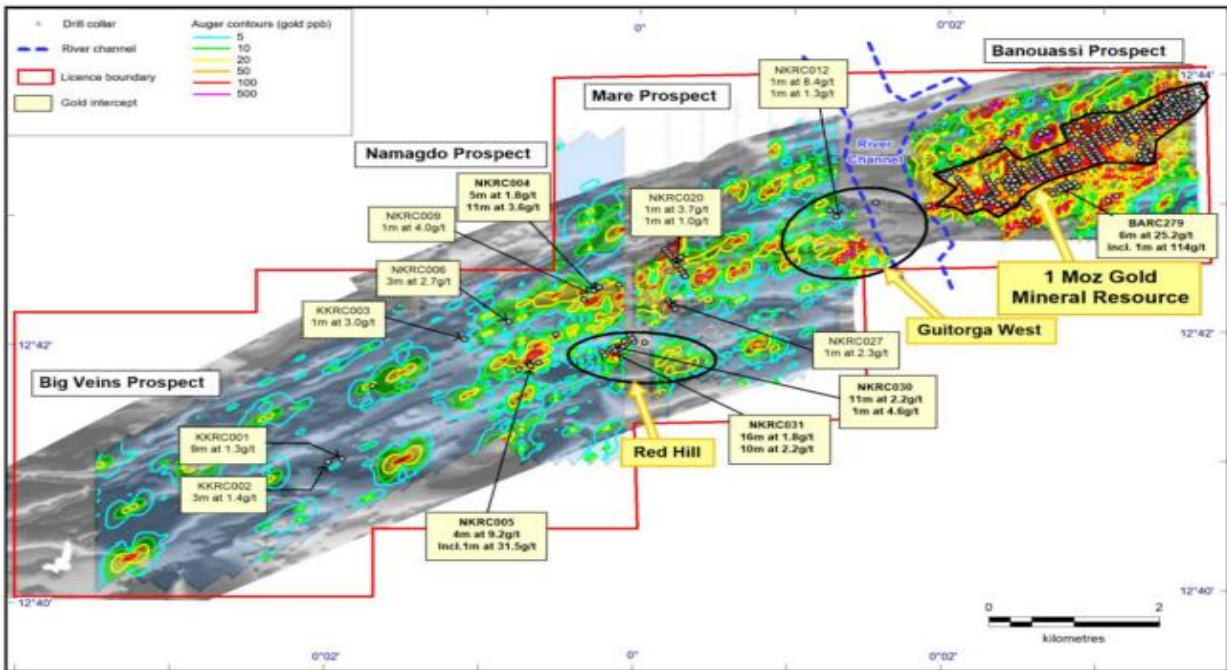 Drill collar
River channel
Licence boundary
Gold intercept
Auger contours (gold ppb)
5
10
20
50
100
500
0°
0°02'
Banouassi Prospect
12°44'
NKRC012
1m at 8.4g/t
1m at 1.3g/t
Mare Prospect
River
Channel
Namagdo Prospect
NKRC004
5m at 1.8g/t
11m at 3.6g/t
NKRC020
1m at 3.7g/t
1m at 1.0g/t
NKRC009
1m at 4.0g/t
BARC279
6m at 25.2g/t
incl. 1m at 114g/t
NKRC006
3m at 2.7g/t
1 Moz Gold
Mineral Resource
KKRC003
1m at 3.0g/t
Guitorga West
12°42'
12°42'
NKRC027
1m at 2.3g/t
Big Veins Prospect
NKRC030
11m at 2.2g/t
1m at 4.6g/t
NKRC031
16m at 1.8g/t
10m at 2.2g/t
Red Hill
KKRC001
9m at 1.3g/t
KKRC002
3m at 1.4g/t
NKRC005
4m at 9.2g/t
incl.1m at 31.5g/t
12°40'
12°40'
0
2
kilometres
0°02'
0°
0°02'